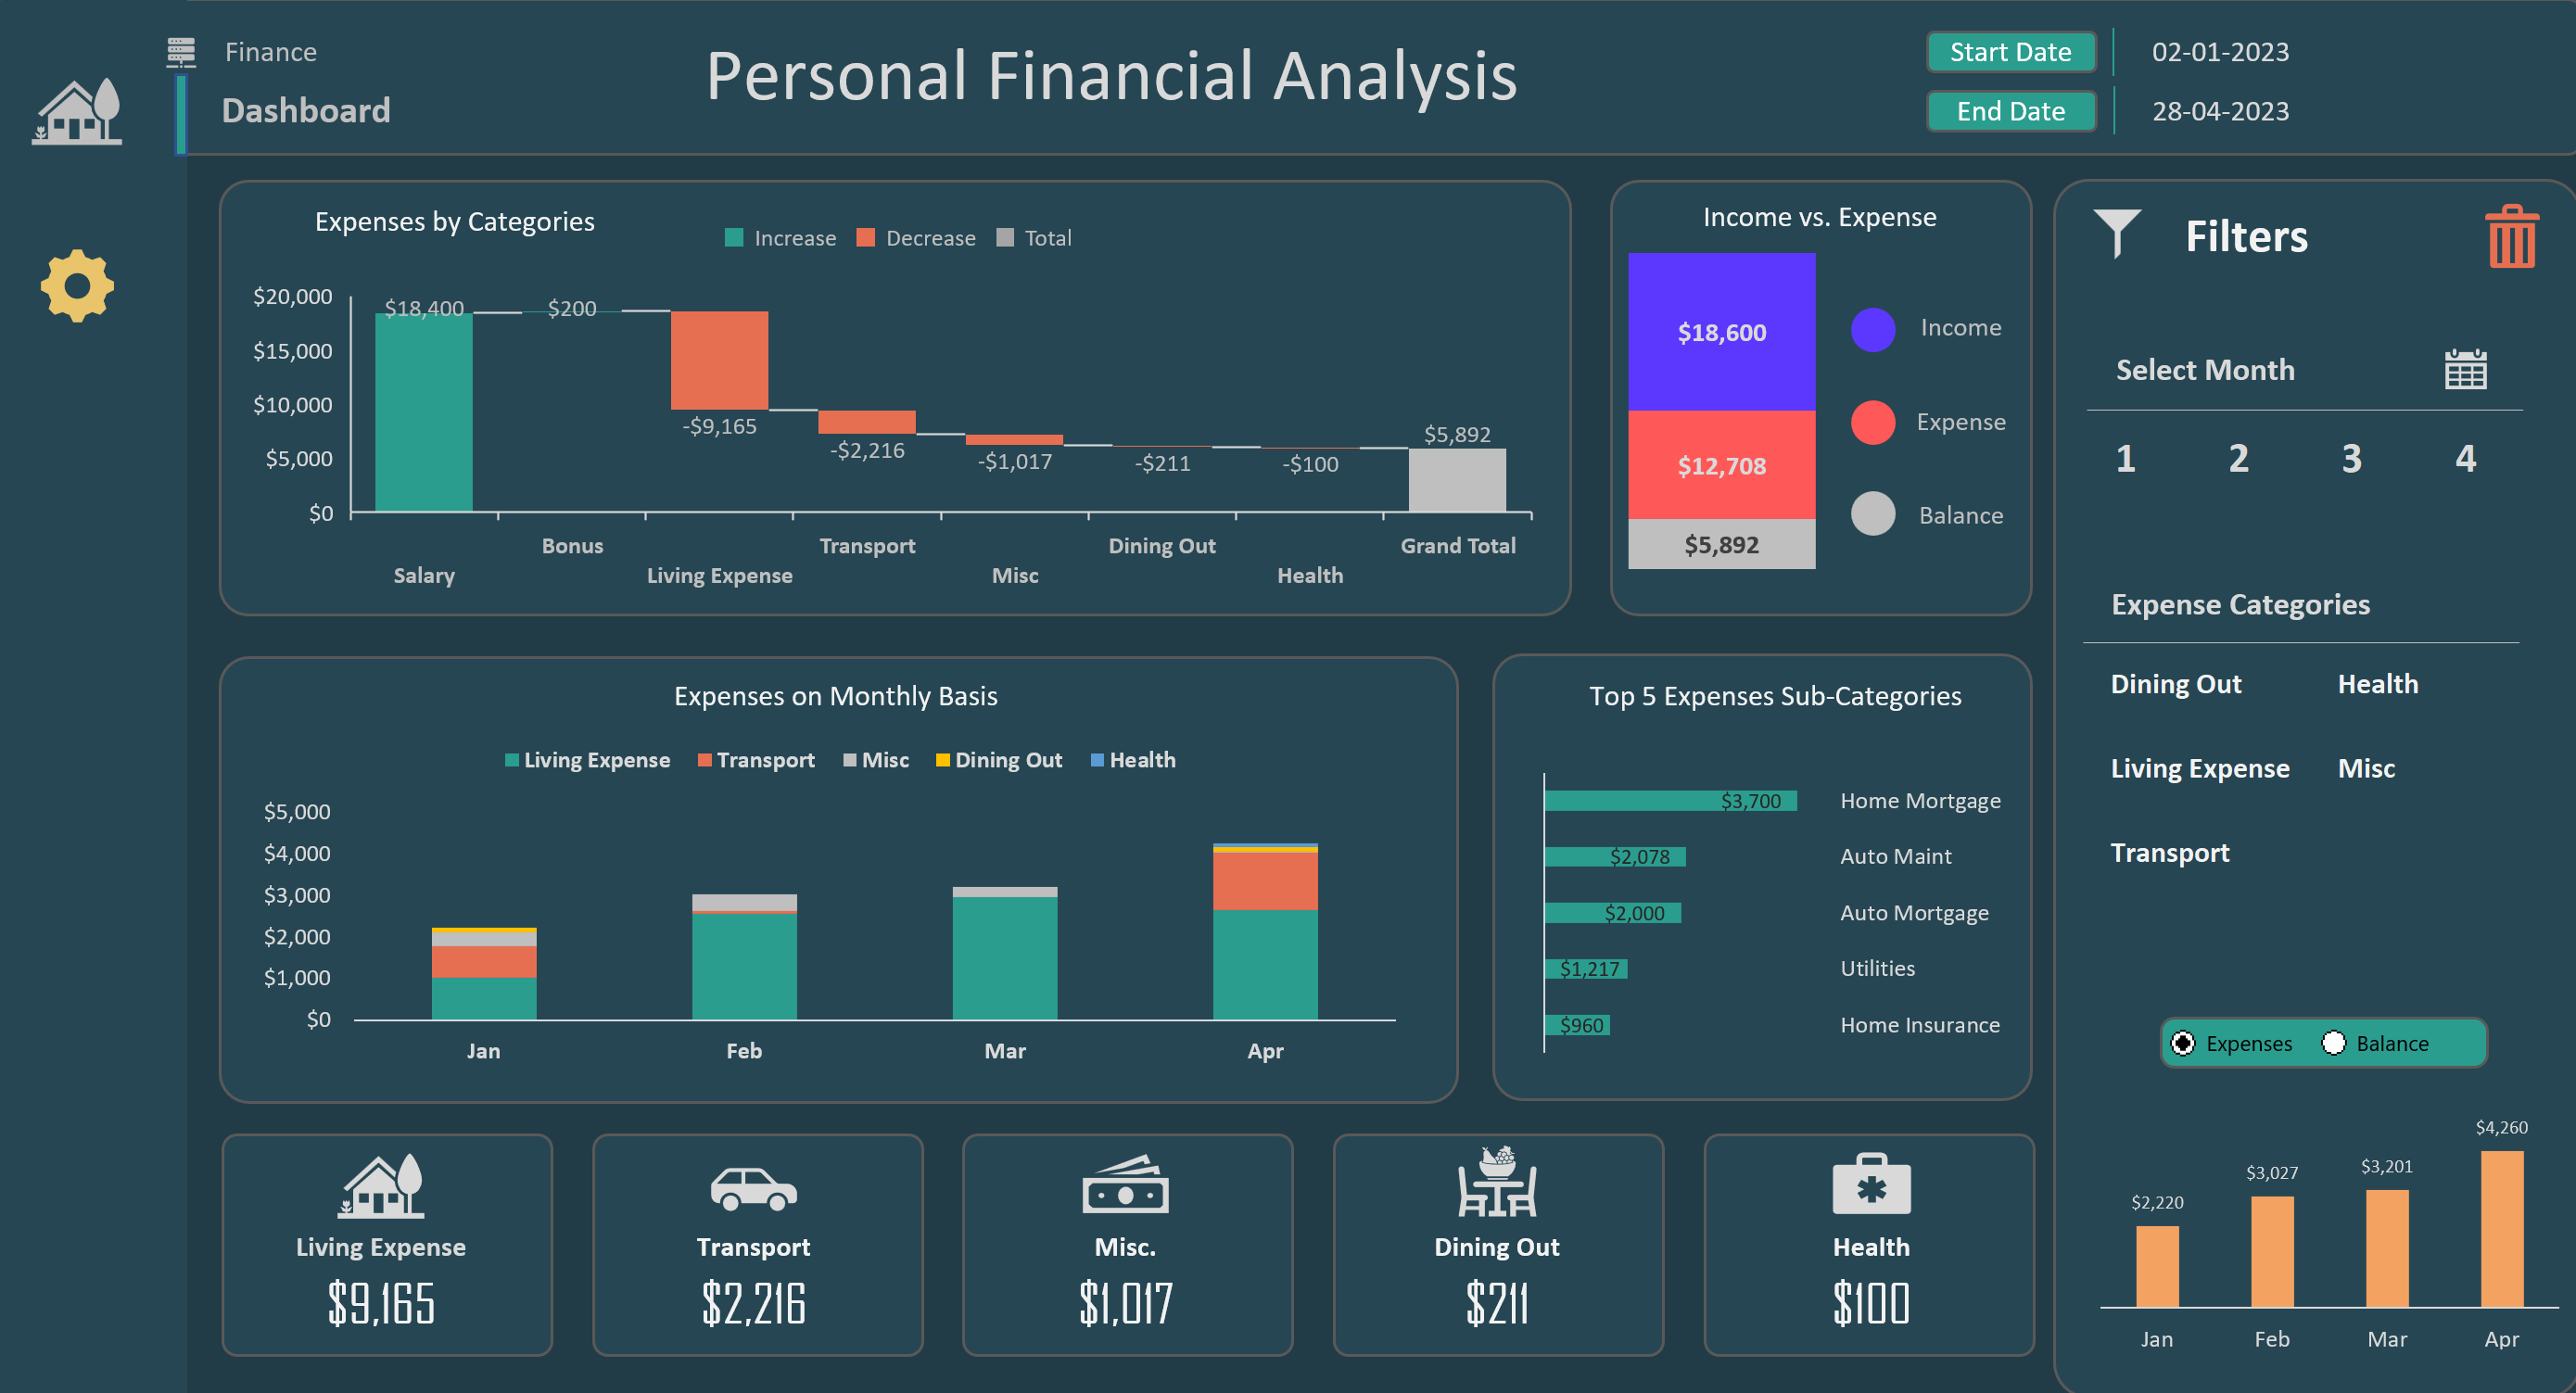 Finance
Dashboard
Personal Financial Analysis
Start Date 02-01-2023
End Date 28-04-2023
Expenses by Categories
Increase Decrease Total
$20,000
$15,000
$10,000
$5,000
$0
$18,400 $200 -$9,165 -$2,216 -$1,017 -$211 -$100 $5,892
Salary Bonus Living Expense Transport Misc Dining Out Health Grand Total
Income vs. Expense
$18,600
$12,708
$5,892
Income
Expense
Balance
Filters
Select Month
1 2 3 4
Expense Categories
Dining Out Health
Living Expense Misc
Transport
Expenses on Monthly Basis
Living Expense Transport Misc Dining Out Health
$5,000
$4,000
$3,000
$2,000
$1,000
$0
Jan Feb Mar Apr
Top 5 Expenses Sub-Categories
$3,700 Home Mortgage
$2,078 Auto Maint
$2,000 Auto Mortgage
$1,217 Utilities
$960 Home Insurance
Expenses Balance
$2,220 $3,027 $3,201 $4,260
Jan Feb Mar Apr
Living Expense
$9,165
Transport
$2,216
Misc.
$1,017
Dining Out
$211
Health
$100